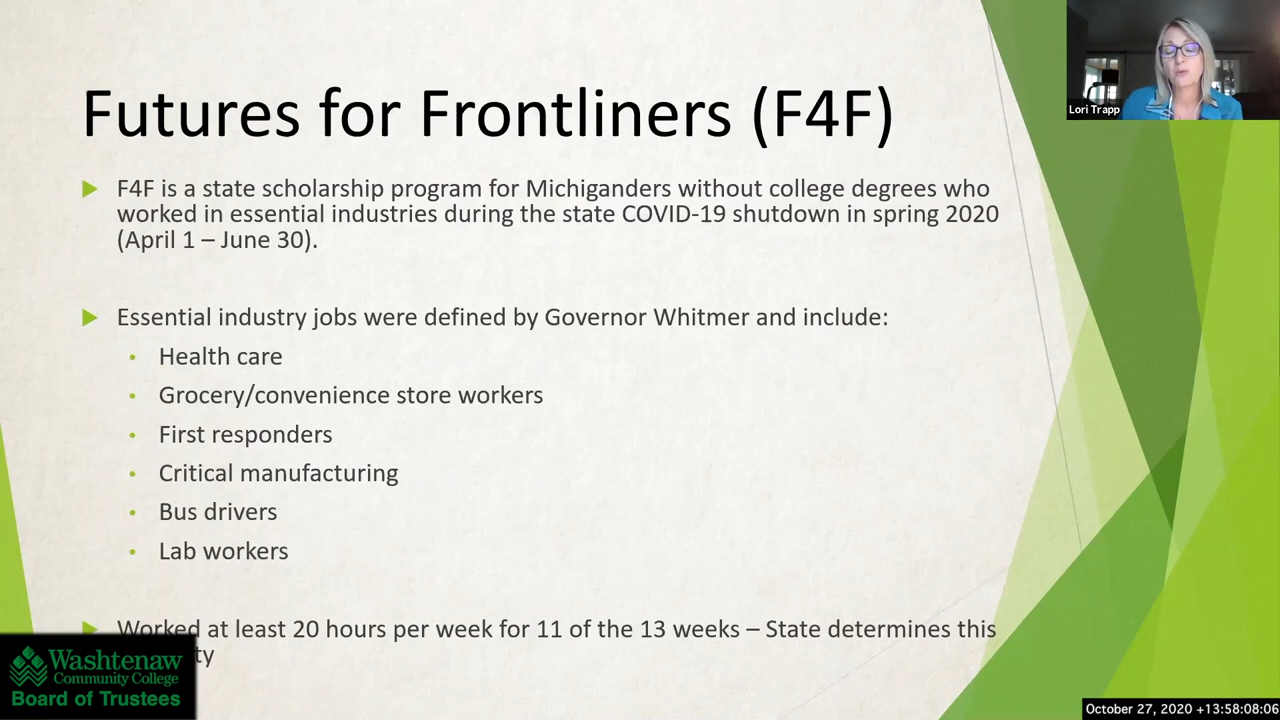 Futures for Frontliners (F4F)
F4F is a state scholarship program for Michiganders without college degrees who
worked in essential industries during the state COVID-19 shutdown in spring 2020
(April 1 – June 30).
Essential industry jobs were defined by Governor Whitmer and include:
Health care
Grocery/convenience store workers
First responders
Critical manufacturing
Bus drivers
Lab workers
Worked at least 20 hours per week for 11 of the 13 weeks – State determines this
ty
Lori Trapp
Washtenaw
Community College
Board of Trustees
October 27, 2020 +13:58:08:06